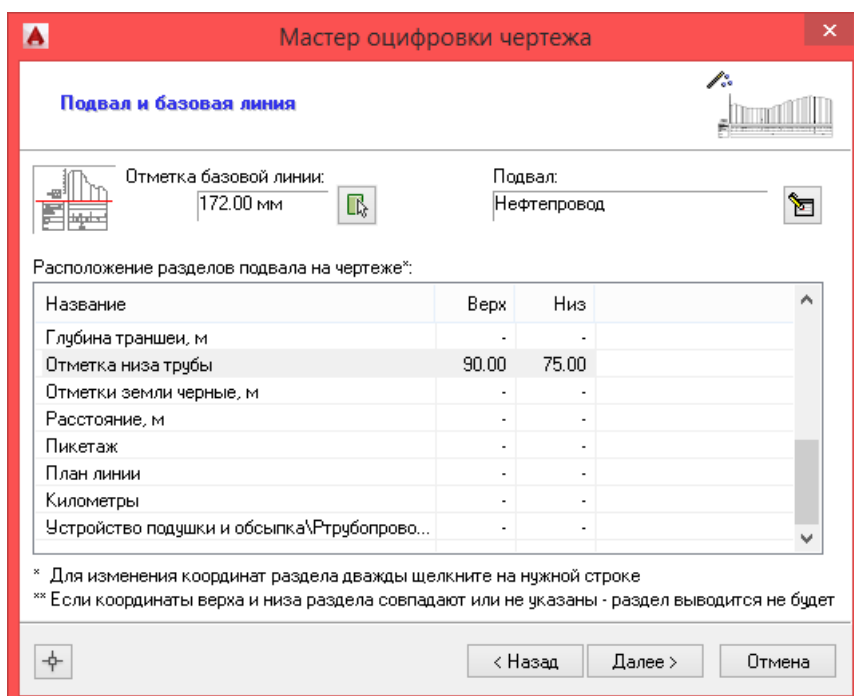 Мастер оцифровки чертежа
Подвал и базовая линия
Отметка базовой линии:
172.00 мм
Подвал:
Нефтепровод
Расположение разделов подвала на чертеже*:
Название Верх Низ
Глубина траншеи, м - -
Отметка низа трубы 90.00 75.00
Отметки земли черные, м - -
Расстояние, м - -
Пикетаж - -
План линии - -
Километры - -
Устройство подушки и обсыпка\Pтрубопрово... - -
* Для изменения координат раздела дважды щелкните на нужной строке
** Если координаты верха и низа раздела совпадают или не указаны - раздел выводится не будет
< Назад Далее > Отмена